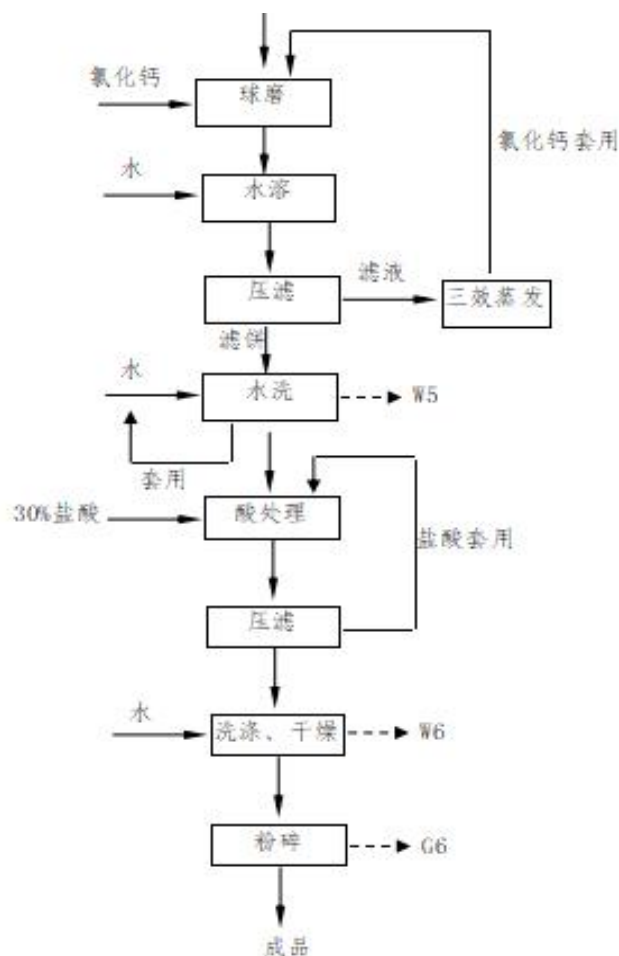 氯化钙
球磨
氯化钙套用
水
水溶
压滤
滤液
三效蒸发
滤饼
水
水洗
W5
套用
30%盐酸
酸处理
盐酸套用
压滤
水
洗涤、干燥
W6
粉碎
G6
成品